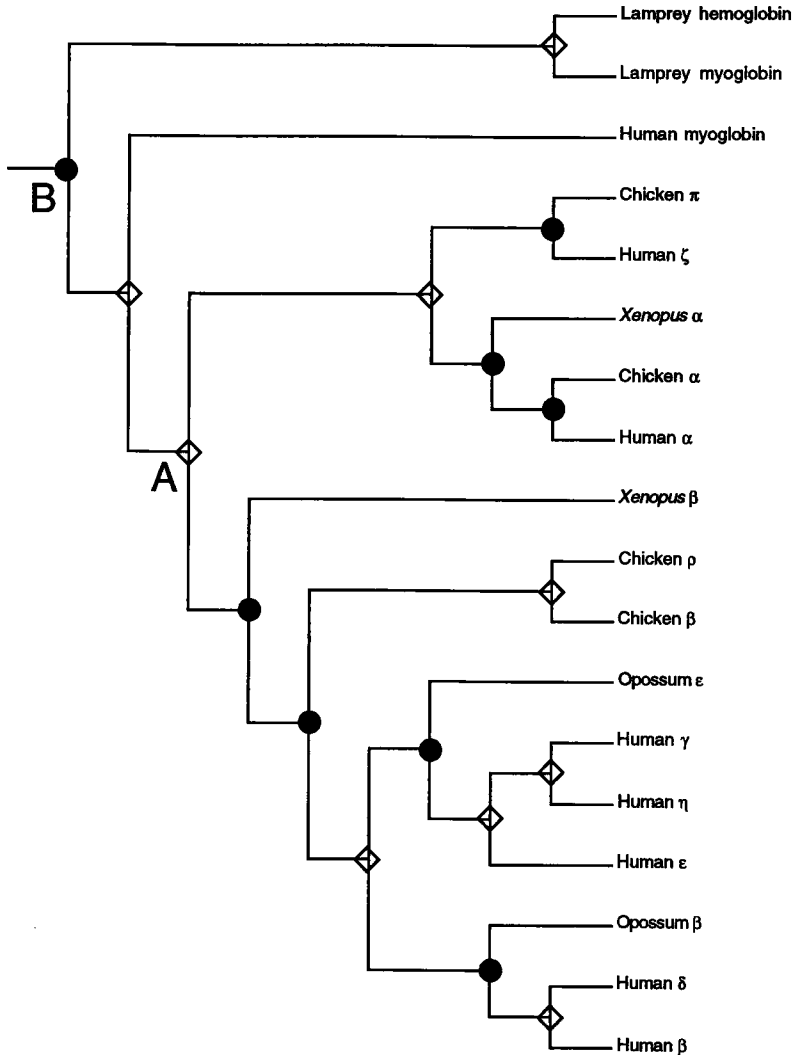 Lamprey hemoglobin
Lamprey myoglobin
Human myoglobin
B
Chicken π
Human ζ
Xenopus α
Chicken α
Human α
A
Xenopus β
Chicken ρ
Chicken β
Opossum ε
Human γ
Human η
Human ε
Opossum β
Human δ
Human β